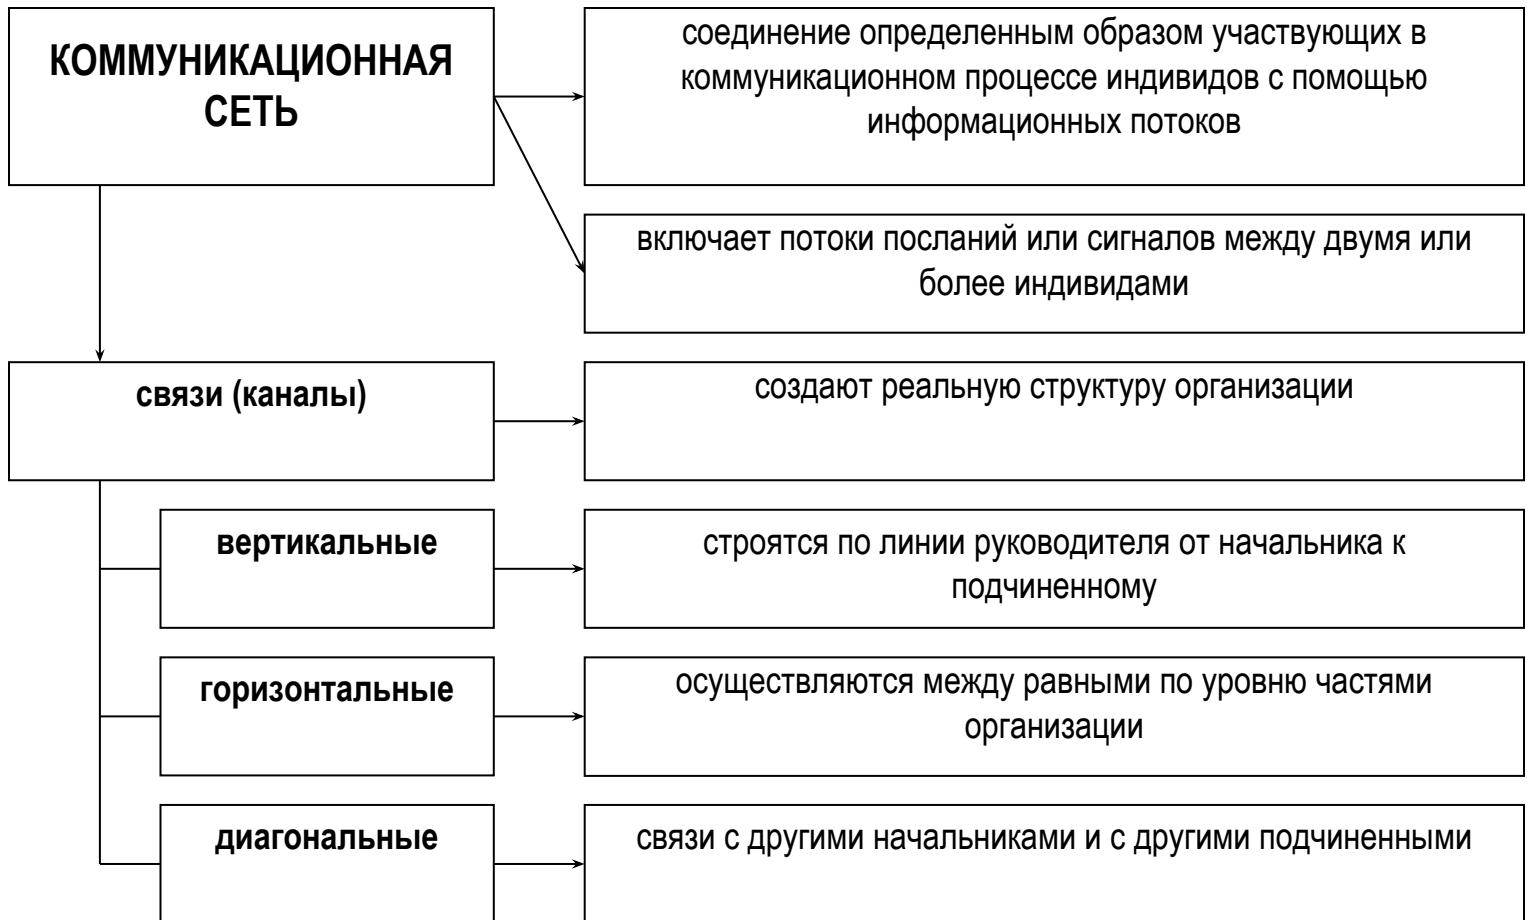 КОММУНИКАЦИОННАЯ
СЕТЬ
соединение определенным образом участвующих в
коммуникационном процессе индивидов с помощью
информационных потоков
включает потоки посланий или сигналов между двумя или
более индивидами
связи (каналы)
создают реальную структуру организации
вертикальные
строятся по линии руководителя от начальника к
подчиненному
горизонтальные
осуществляются между равными по уровню частями
организации
диагональные
связи с другими начальниками и с другими подчиненными